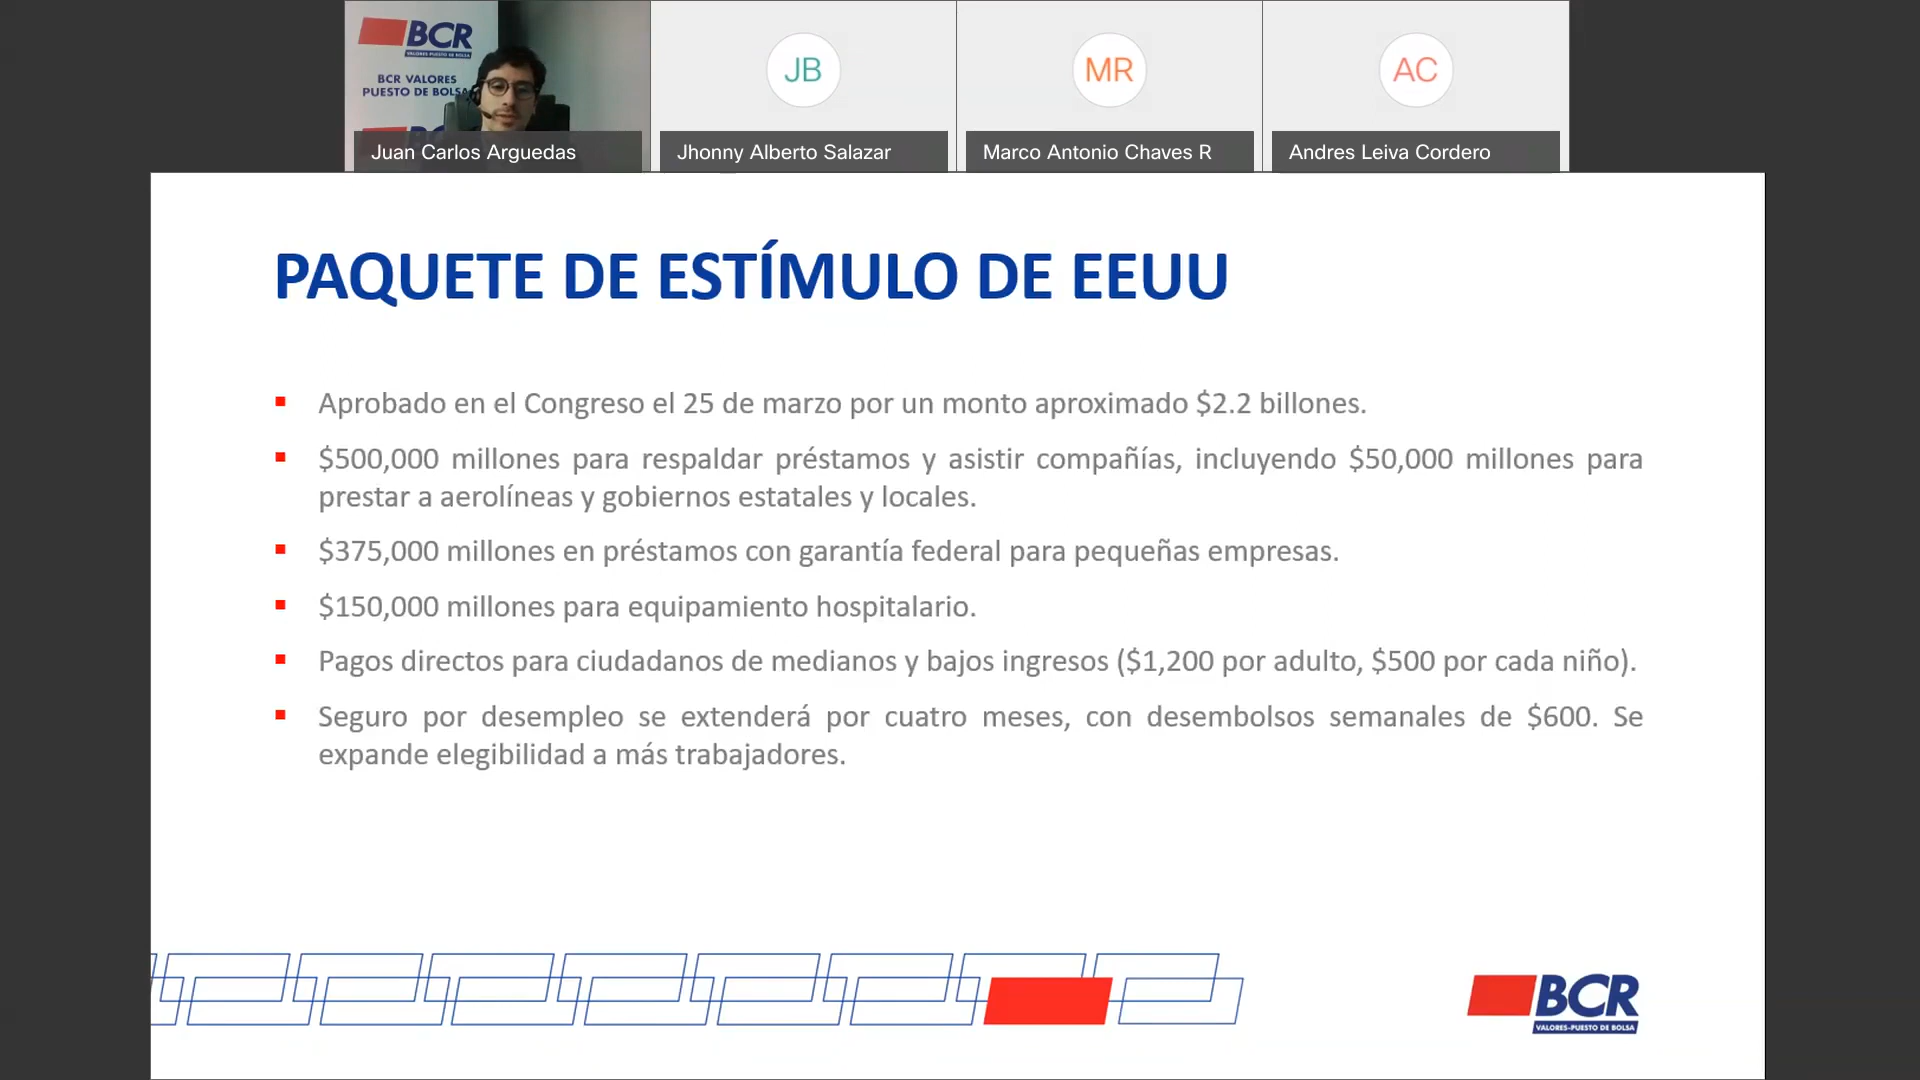 BCR
VALORES PUESTO DE BOLSA
BCR VALORES
PUESTO DE BOLSA
JB
MR
AC
Juan Carlos Arguedas
Jhonny Alberto Salazar
Marco Antonio Chaves R
Andres Leiva Cordero
PAQUETE DE ESTÍMULO DE EEUU
▪ Aprobado en el Congreso el 25 de marzo por un monto aproximado $2.2 billones.
▪ $500,000 millones para respaldar préstamos y asistir compañías, incluyendo $50,000 millones para
prestar a aerolíneas y gobiernos estatales y locales.
▪ $375,000 millones en préstamos con garantía federal para pequeñas empresas.
▪ $150,000 millones para equipamiento hospitalario.
▪ Pagos directos para ciudadanos de medianos y bajos ingresos ($1,200 por adulto, $500 por cada niño).
▪ Seguro por desempleo se extenderá por cuatro meses, con desembolsos semanales de $600. Se
expande elegibilidad a más trabajadores.
BCR
VALORES-PUESTO DE BOLSA